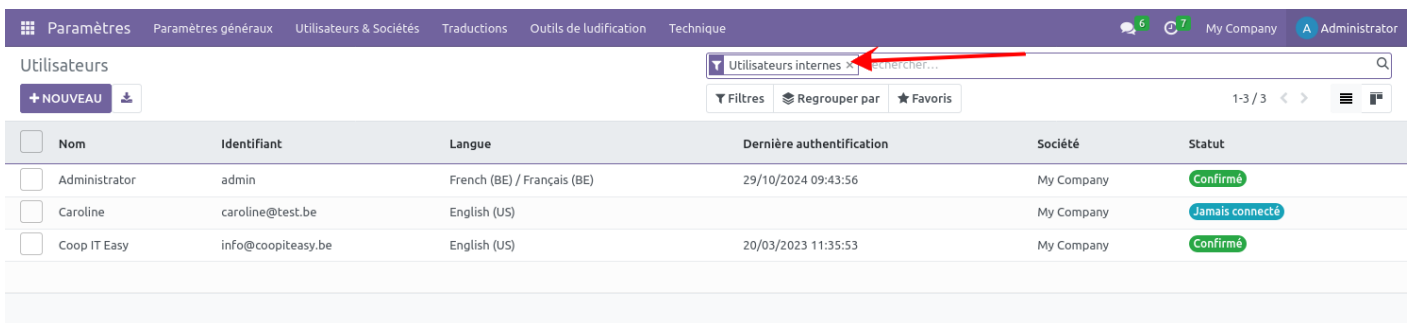 Paramètres Paramètres généraux Utilisateurs & Sociétés Traductions Outils de ludification Technique 6 7 My Company A Administrator
Utilisateurs Utilisateurs internes × echercher...
+ NOUVEAU Filtres Regrouper par Favoris 1-3 / 3
Nom Identifiant Langue Dernière authentification Société Statut
Administrator admin French (BE) / Français (BE) 29/10/2024 09:43:56 My Company Confirmé
Caroline caroline@test.be English (US) My Company Jamais connecté
Coop IT Easy info@coopiteasy.be English (US) 20/03/2023 11:35:53 My Company Confirmé